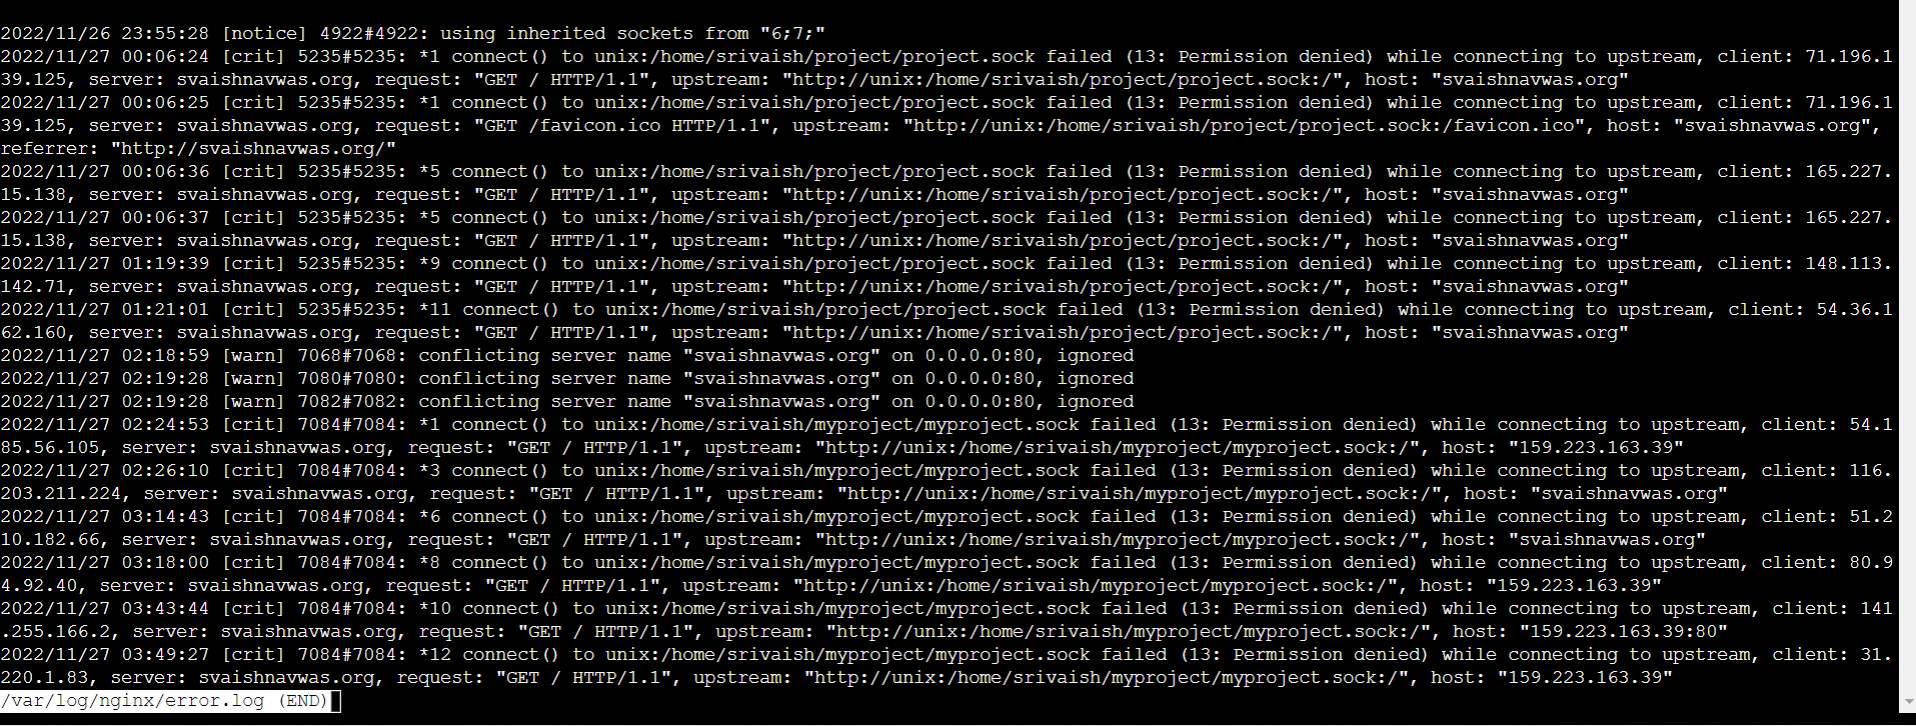 2022/11/26 23:55:28 [notice] 4922#4922: using inherited sockets from "6;7;"
2022/11/27 00:06:24 [crit] 5235#5235: *1 connect() to unix:/home/srivaish/project/project.sock failed (13: Permission denied) while connecting to upstream, client: 71.196.1
39.125, server: svaishnavwas.org, request: "GET / HTTP/1.1", upstream: "http://unix:/home/srivaish/project/project.sock:/", host: "svaishnavwas.org"
2022/11/27 00:06:25 [crit] 5235#5235: *1 connect() to unix:/home/srivaish/project/project.sock failed (13: Permission denied) while connecting to upstream, client: 71.196.1
39.125, server: svaishnavwas.org, request: "GET /favicon.ico HTTP/1.1", upstream: "http://unix:/home/srivaish/project/project.sock:/favicon.ico", host: "svaishnavwas.org",
referrer: "http://svaishnavwas.org/"
2022/11/27 00:06:36 [crit] 5235#5235: *5 connect() to unix:/home/srivaish/project/project.sock failed (13: Permission denied) while connecting to upstream, client: 165.227.
15.138, server: svaishnavwas.org, request: "GET / HTTP/1.1", upstream: "http://unix:/home/srivaish/project/project.sock:/", host: "svaishnavwas.org"
2022/11/27 00:06:37 [crit] 5235#5235: *5 connect() to unix:/home/srivaish/project/project.sock failed (13: Permission denied) while connecting to upstream, client: 165.227.
15.138, server: svaishnavwas.org, request: "GET / HTTP/1.1", upstream: "http://unix:/home/srivaish/project/project.sock:/", host: "svaishnavwas.org"
2022/11/27 01:19:39 [crit] 5235#5235: *9 connect() to unix:/home/srivaish/project/project.sock failed (13: Permission denied) while connecting to upstream, client: 148.113.
142.71, server: svaishnavwas.org, request: "GET / HTTP/1.1", upstream: "http://unix:/home/srivaish/project/project.sock:/", host: "svaishnavwas.org"
2022/11/27 01:21:01 [crit] 5235#5235: *11 connect() to unix:/home/srivaish/project/project.sock failed (13: Permission denied) while connecting to upstream, client: 54.36.1
62.160, server: svaishnavwas.org, request: "GET / HTTP/1.1", upstream: "http://unix:/home/srivaish/project/project.sock:/", host: "svaishnavwas.org"
2022/11/27 02:18:59 [warn] 7068#7068: conflicting server name "svaishnavwas.org" on 0.0.0.0:80, ignored
2022/11/27 02:19:28 [warn] 7080#7080: conflicting server name "svaishnavwas.org" on 0.0.0.0:80, ignored
2022/11/27 02:19:28 [warn] 7082#7082: conflicting server name "svaishnavwas.org" on 0.0.0.0:80, ignored
2022/11/27 02:24:53 [crit] 7084#7084: *1 connect() to unix:/home/srivaish/myproject/myproject.sock failed (13: Permission denied) while connecting to upstream, client: 54.1
85.56.105, server: svaishnavwas.org, request: "GET / HTTP/1.1", upstream: "http://unix:/home/srivaish/myproject/myproject.sock:/", host: "159.223.163.39"
2022/11/27 02:26:10 [crit] 7084#7084: *3 connect() to unix:/home/srivaish/myproject/myproject.sock failed (13: Permission denied) while connecting to upstream, client: 116.
203.211.224, server: svaishnavwas.org, request: "GET / HTTP/1.1", upstream: "http://unix:/home/srivaish/myproject/myproject.sock:/", host: "svaishnavwas.org"
2022/11/27 03:14:43 [crit] 7084#7084: *6 connect() to unix:/home/srivaish/myproject/myproject.sock failed (13: Permission denied) while connecting to upstream, client: 51.2
10.182.66, server: svaishnavwas.org, request: "GET / HTTP/1.1", upstream: "http://unix:/home/srivaish/myproject/myproject.sock:/", host: "svaishnavwas.org"
2022/11/27 03:18:00 [crit] 7084#7084: *8 connect() to unix:/home/srivaish/myproject/myproject.sock failed (13: Permission denied) while connecting to upstream, client: 80.9
4.92.40, server: svaishnavwas.org, request: "GET / HTTP/1.1", upstream: "http://unix:/home/srivaish/myproject/myproject.sock:/", host: "159.223.163.39"
2022/11/27 03:43:44 [crit] 7084#7084: *10 connect() to unix:/home/srivaish/myproject/myproject.sock failed (13: Permission denied) while connecting to upstream, client: 141
.255.166.2, server: svaishnavwas.org, request: "GET / HTTP/1.1", upstream: "http://unix:/home/srivaish/myproject/myproject.sock:/", host: "159.223.163.39:80"
2022/11/27 03:49:27 [crit] 7084#7084: *12 connect() to unix:/home/srivaish/myproject/myproject.sock failed (13: Permission denied) while connecting to upstream, client: 31.
220.1.83, server: svaishnavwas.org, request: "GET / HTTP/1.1", upstream: "http://unix:/home/srivaish/myproject/myproject.sock:/", host: "159.223.163.39"
/var/log/nginx/error.log (END)